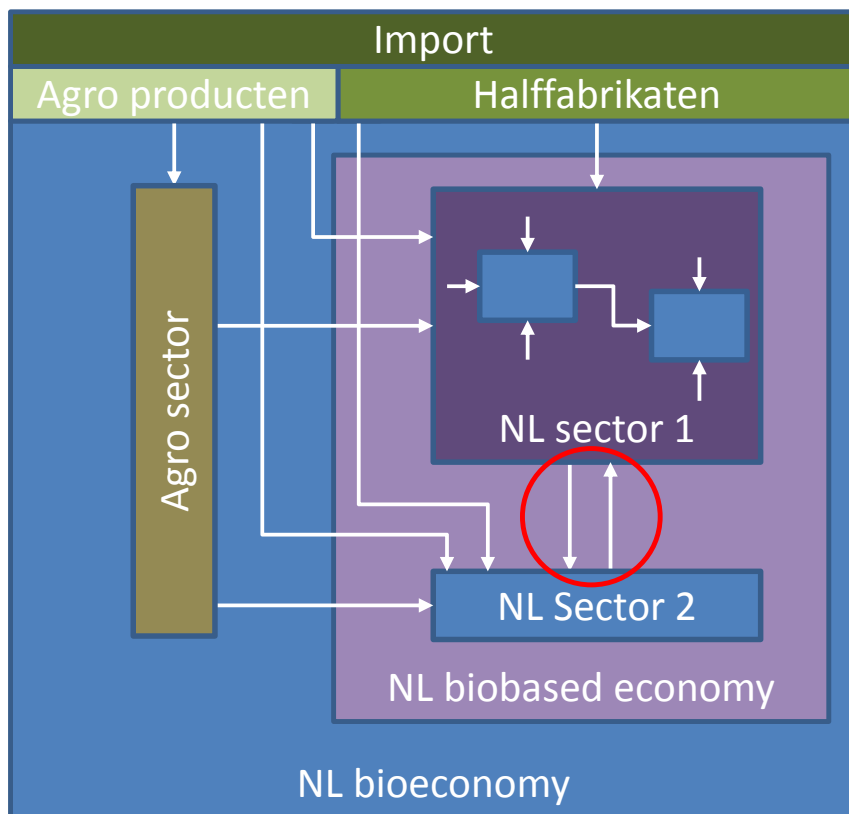 Import
Agro producten
Halffabrikaten
Agro sector
NL sector 1
NL Sector 2
NL biobased economy
NL bioeconomy